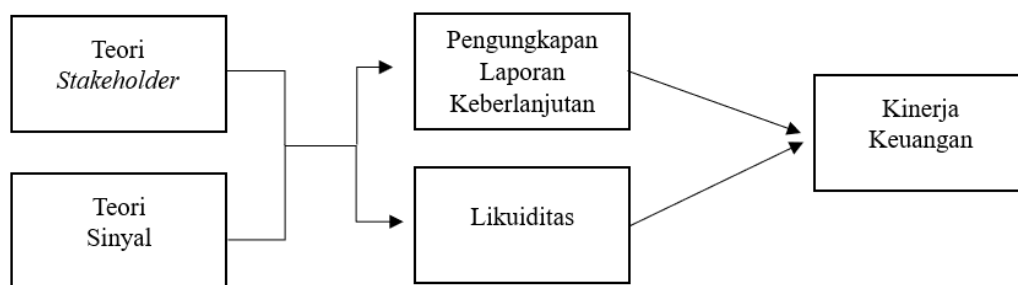 Teori
Stakeholder
Teori
Sinyal
Pengungkapan
Laporan
Keberlanjutan
Likuiditas
Kinerja
Keuangan